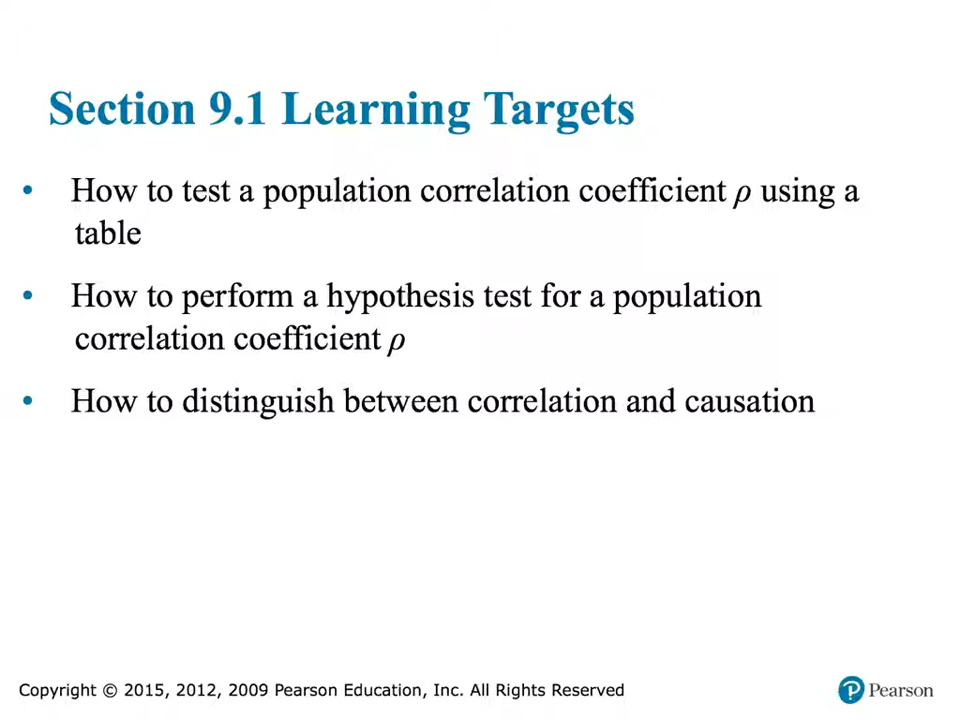 Section 9.1 Learning Targets
• How to test a population correlation coefficient ρ using a
table
• How to perform a hypothesis test for a population
correlation coefficient ρ
• How to distinguish between correlation and causation
Copyright © 2015, 2012, 2009 Pearson Education, Inc. All Rights Reserved
Pearson